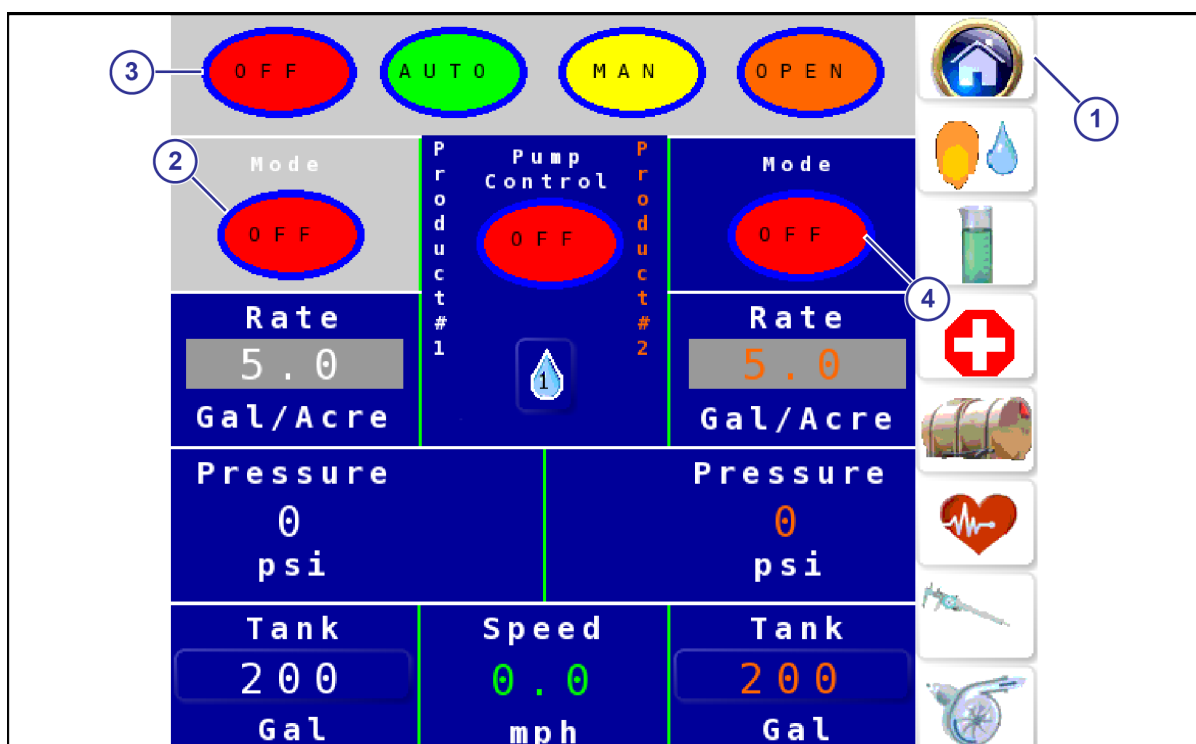 3
OFF
AUTO
MAN
OPEN
1
2
Mode
OFF
Product#1
Pump
Control
OFF
1
Product#2
Mode
OFF
4
Rate
5.0
Gal/Acre
Rate
5.0
Gal/Acre
Pressure
0
psi
Pressure
0
psi
Tank
200
Gal
Speed
0.0
mph
Tank
200
Gal